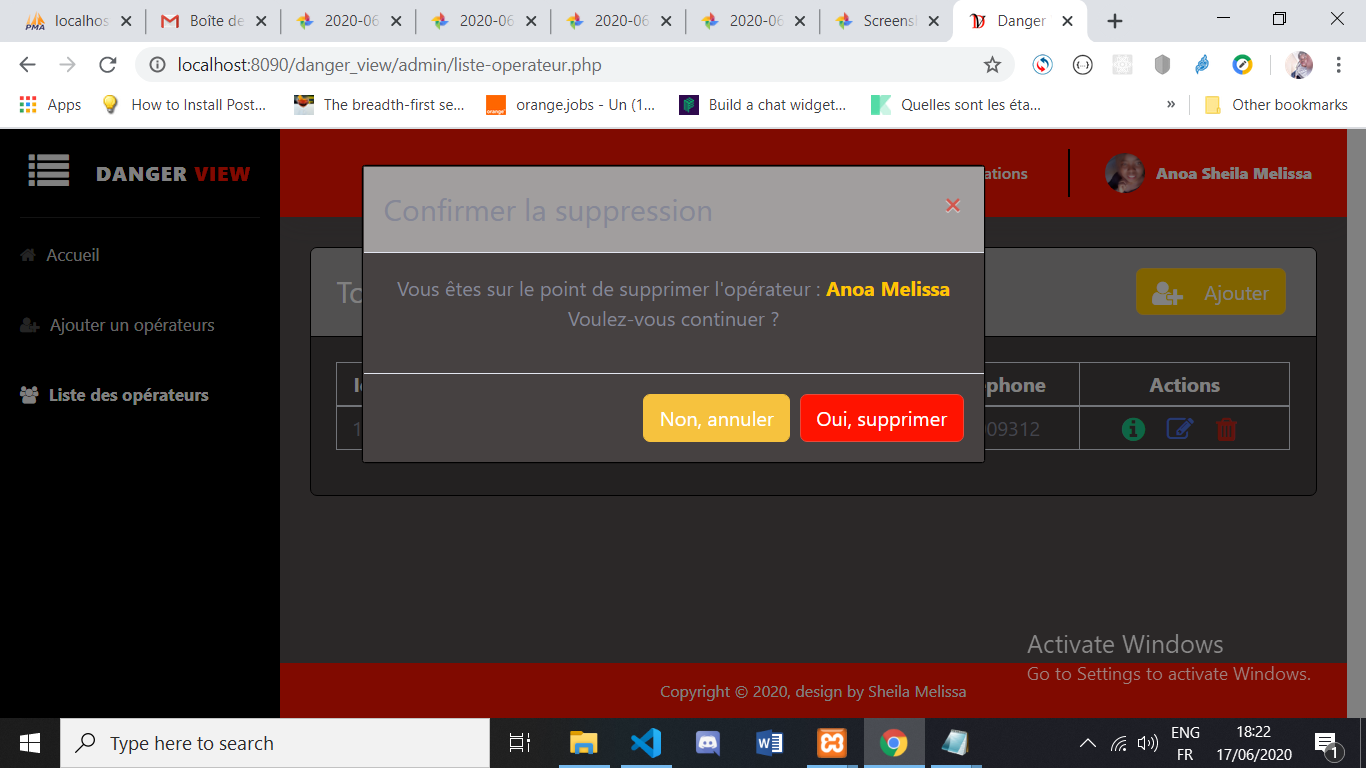 localhos
Boîte de
2020-06
2020-06
2020-06
2020-06
Screensl
Danger
localhost:8090/danger_view/admin/liste-operateur.php
Apps
How to Install Post...
The breadth-first se...
orange.jobs - Un (1...
Build a chat widget...
Quelles sont les éta...
»
Other bookmarks
DANGER VIEW
ations
Anoa Sheila Melissa
Accueil
Ajouter un opérateurs
Liste des opérateurs
Confirmer la suppression
×
Vous êtes sur le point de supprimer l'opérateur : Anoa Melissa
Voulez-vous continuer ?
Non, annuler
Oui, supprimer
To
Ajouter
phone
Actions
1
09312
Copyright © 2020, design by Sheila Melissa
Activate Windows
Go to Settings to activate Windows.
Type here to search
ENG
FR
18:22
17/06/2020
1